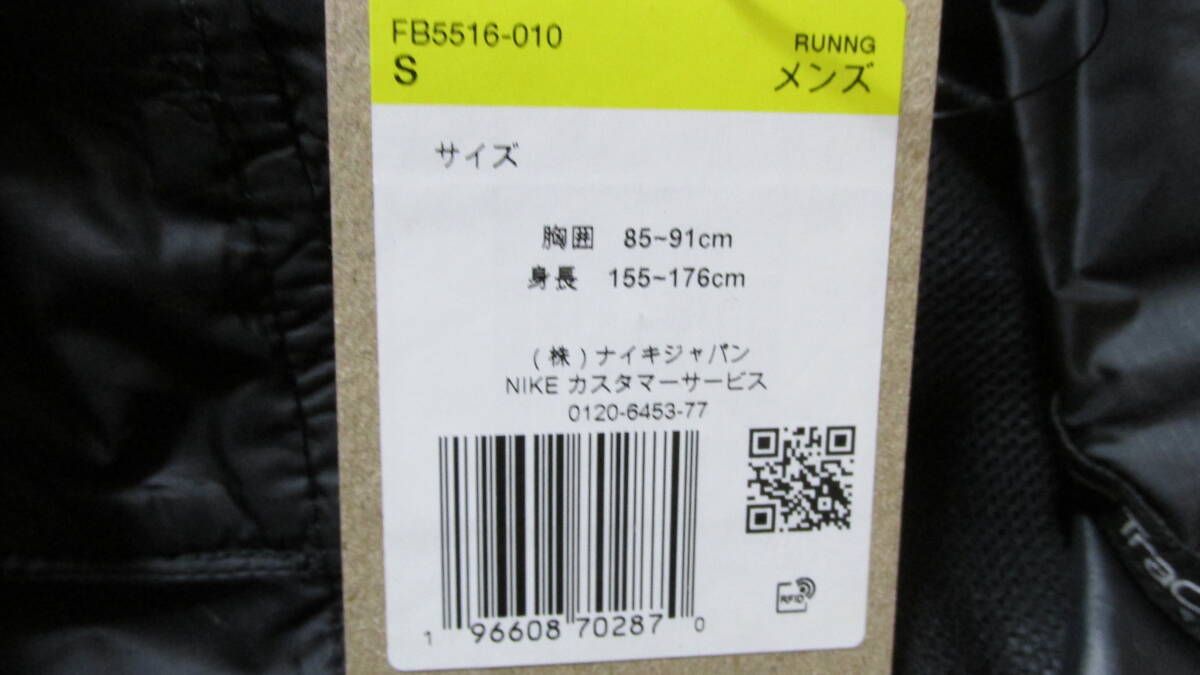 FB5516-010
S
RUNNG
メンズ
サイズ
胸囲 85~91cm
身長 155~176cm
(株)ナイキジャパン
NIKE カスタマーサービス
0120-6453-77
1 96608 70287 0
RFID
Trac